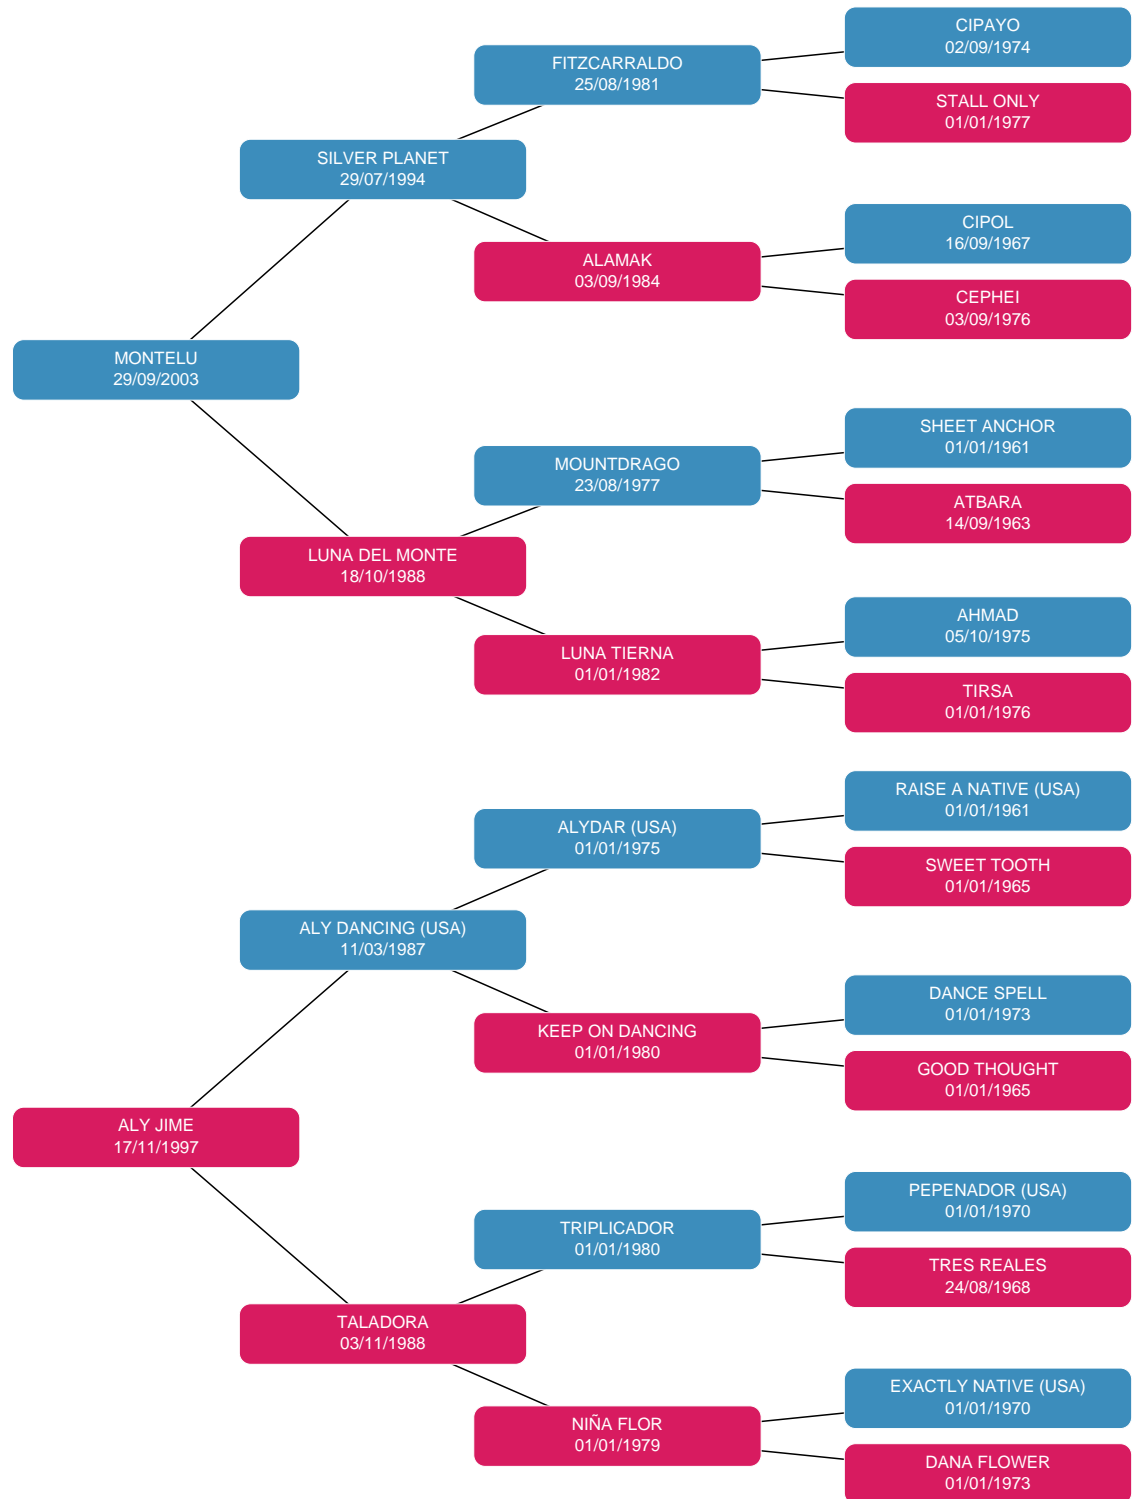 CIPAYO
02/09/1974
FITZCARRALDO
25/08/1981
STALL ONLY
01/01/1977
SILVER PLANET
29/07/1994
CIPOL
16/09/1967
ALAMAK
03/09/1984
CEPHEI
03/09/1976
MONTELU
29/09/2003
SHEET ANCHOR
01/01/1961
MOUNTDRAGO
23/08/1977
ATBARA
14/09/1963
LUNA DEL MONTE
18/10/1988
AHMAD
05/10/1975
LUNA TIERNA
01/01/1982
TIRSA
01/01/1976
RAISE A NATIVE (USA)
01/01/1961
ALYDAR (USA)
01/01/1975
SWEET TOOTH
01/01/1965
ALY DANCING (USA)
11/03/1987
DANCE SPELL
01/01/1973
KEEP ON DANCING
01/01/1980
GOOD THOUGHT
01/01/1965
ALY JIME
17/11/1997
PEPENADOR (USA)
01/01/1970
TRIPLICADOR
01/01/1980
TRES REALES
24/08/1968
TALADORA
03/11/1988
EXACTLY NATIVE (USA)
01/01/1970
NIÑA FLOR
01/01/1979
DANA FLOWER
01/01/1973